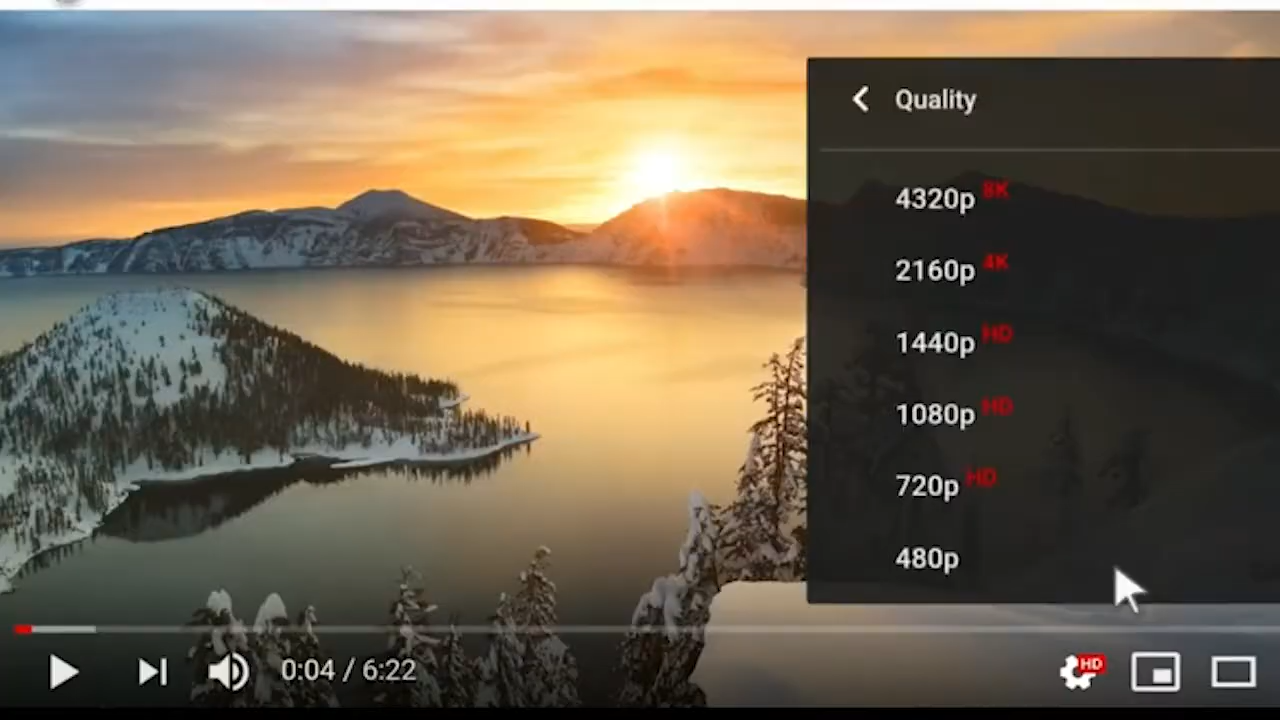 Quality
4320p 8K
2160p 4K
1440p HD
1080p HD
720p HD
480p
0:04 / 6:22
HD